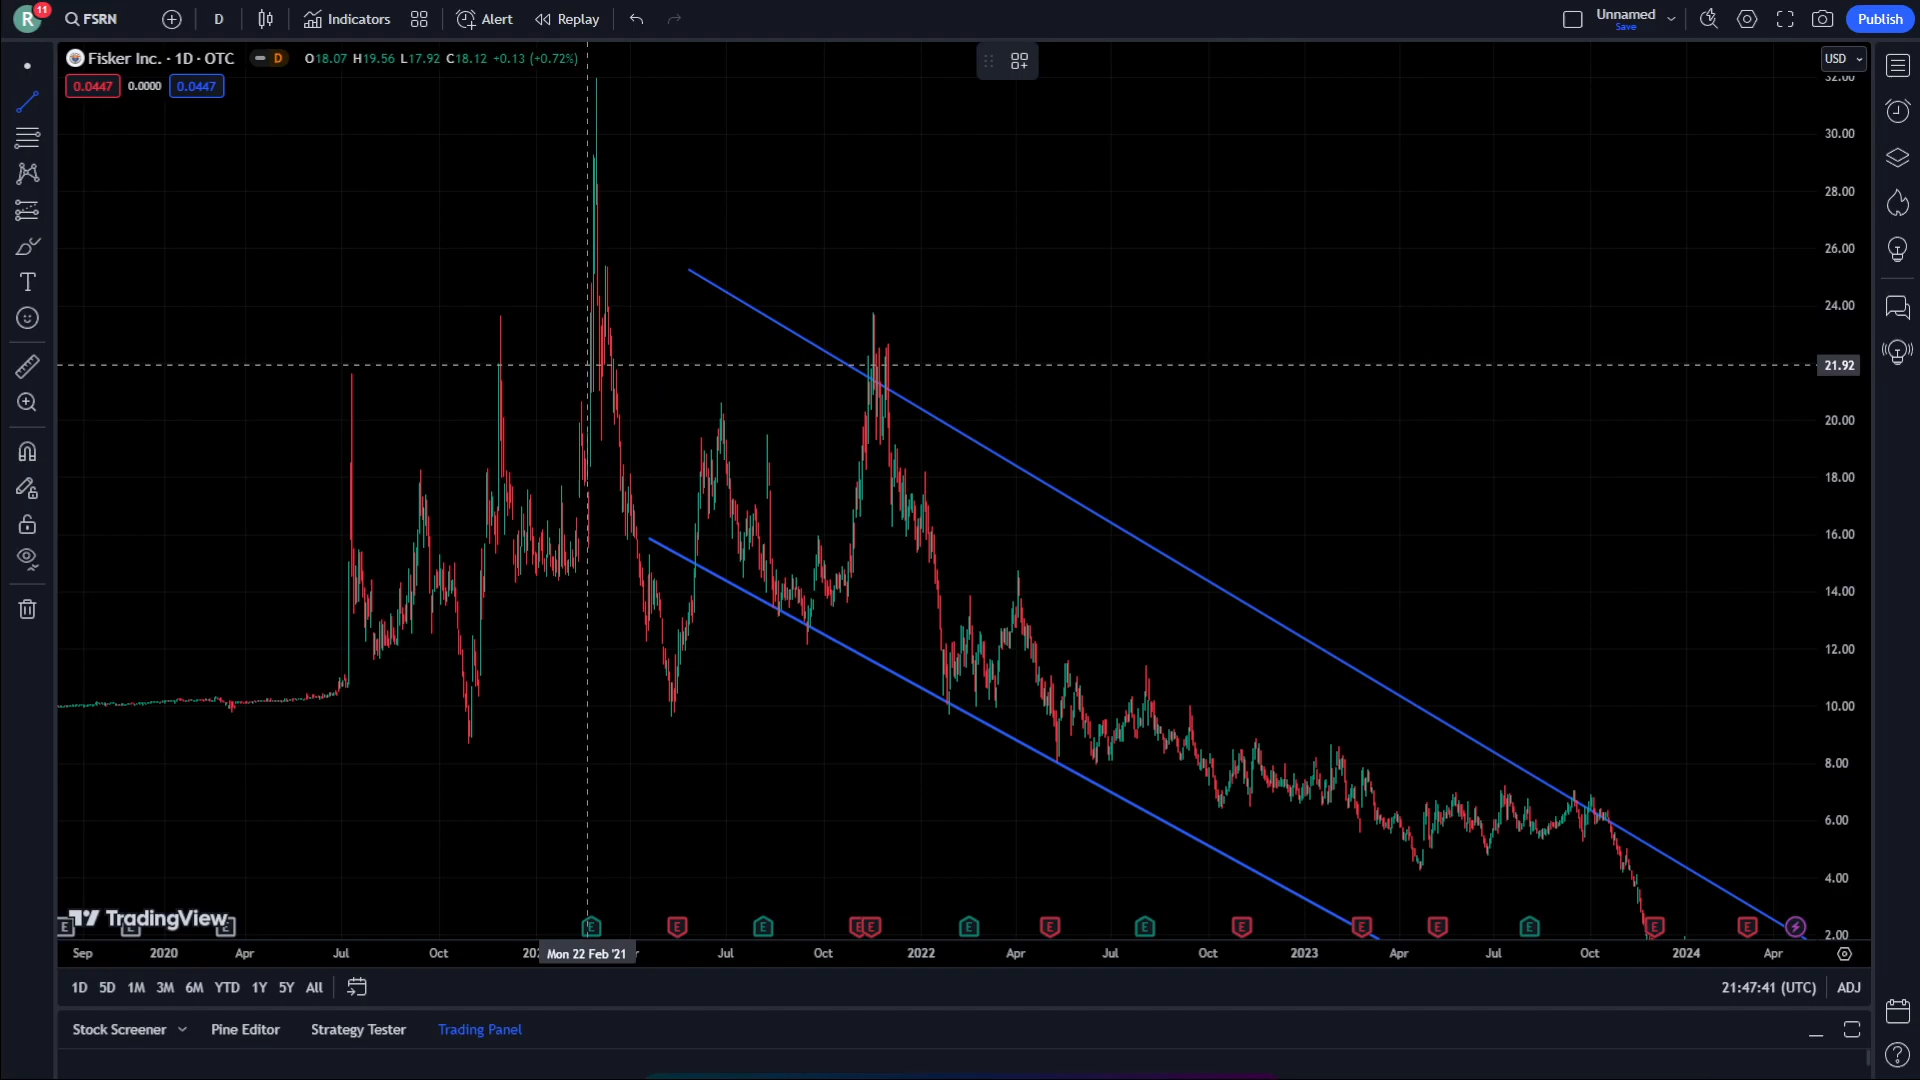 R 11 FSRN D Indicators Alert Replay Unnamed Save Publish
Fisker Inc. · 1D · OTC D O18.07 H19.56 L17.92 C18.12 +0.13 (+0.72%) USD
0.0447 0.0000 0.0447
32.00
30.00
28.00
26.00
24.00
21.92
20.00
18.00
16.00
14.00
12.00
10.00
8.00
6.00
4.00
2.00
TradingView
E E E E E E E E E E E E E E E E E E
Sep 2020 Apr Jul Oct Mon 22 Feb '21 Jul Oct 2022 Apr Jul Oct 2023 Apr Jul Oct 2024 Apr
1D 5D 1M 3M 6M YTD 1Y 5Y All 21:47:41 (UTC) ADJ
Stock Screener Pine Editor Strategy Tester Trading Panel